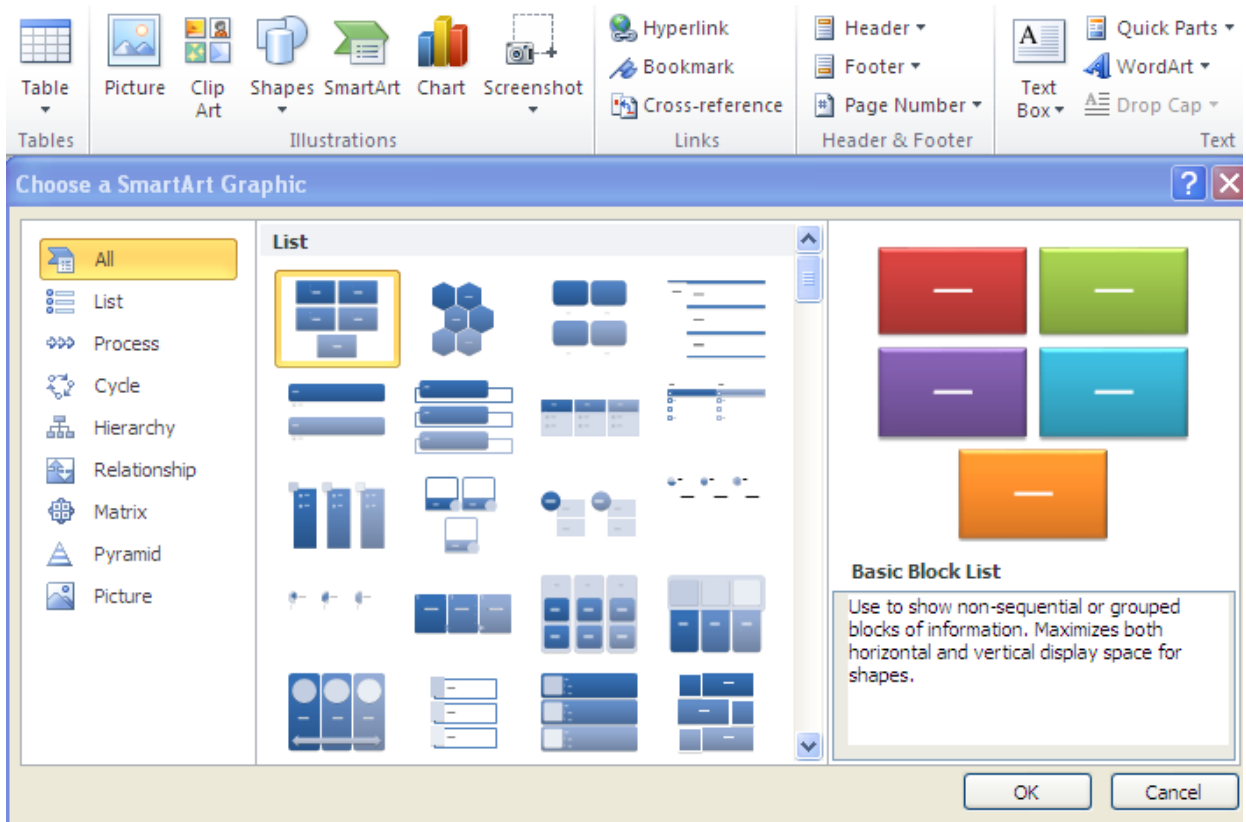 Table
Tables
Picture
Clip
Art
Shapes
SmartArt
Chart
Screenshot
Illustrations
Hyperlink
Bookmark
Cross-reference
Links
Header
Footer
Page Number
Header & Footer
A
Text
Box
Quick Parts
WordArt
Drop Cap
Text
Choose a SmartArt Graphic
All
List
Process
Cycle
Hierarchy
Relationship
Matrix
Pyramid
Picture
List
Basic Block List
Use to show non-sequential or grouped
blocks of information. Maximizes both
horizontal and vertical display space for
shapes.
OK
Cancel